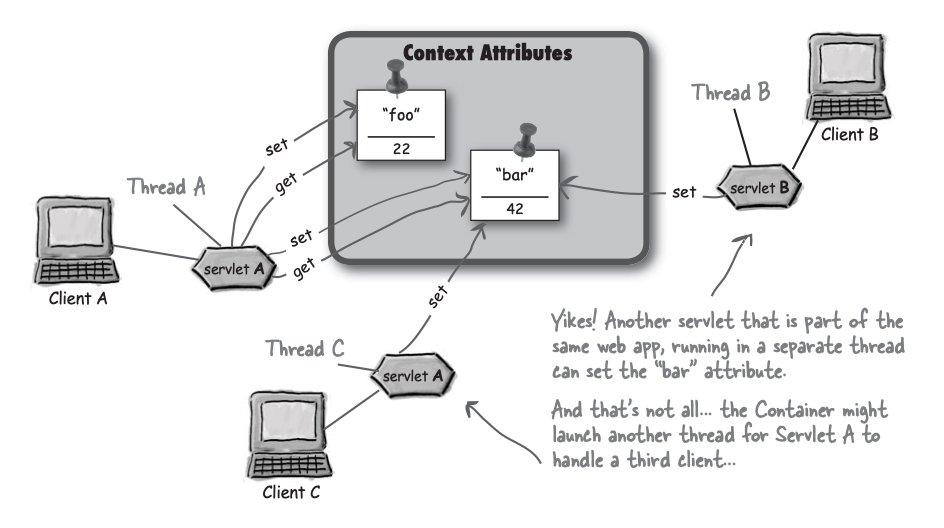 Context Attributes
"foo"
22
"bar"
42
set
get
set
get
Thread A
servlet A
Client A
Thread B
Client B
servlet B
set
set
Thread C
servlet A
Client C
Yikes! Another servlet that is part of the
same web app, running in a separate thread
can set the "bar" attribute.
And that's not all... the Container might
launch another thread for Servlet A to
handle a third client...